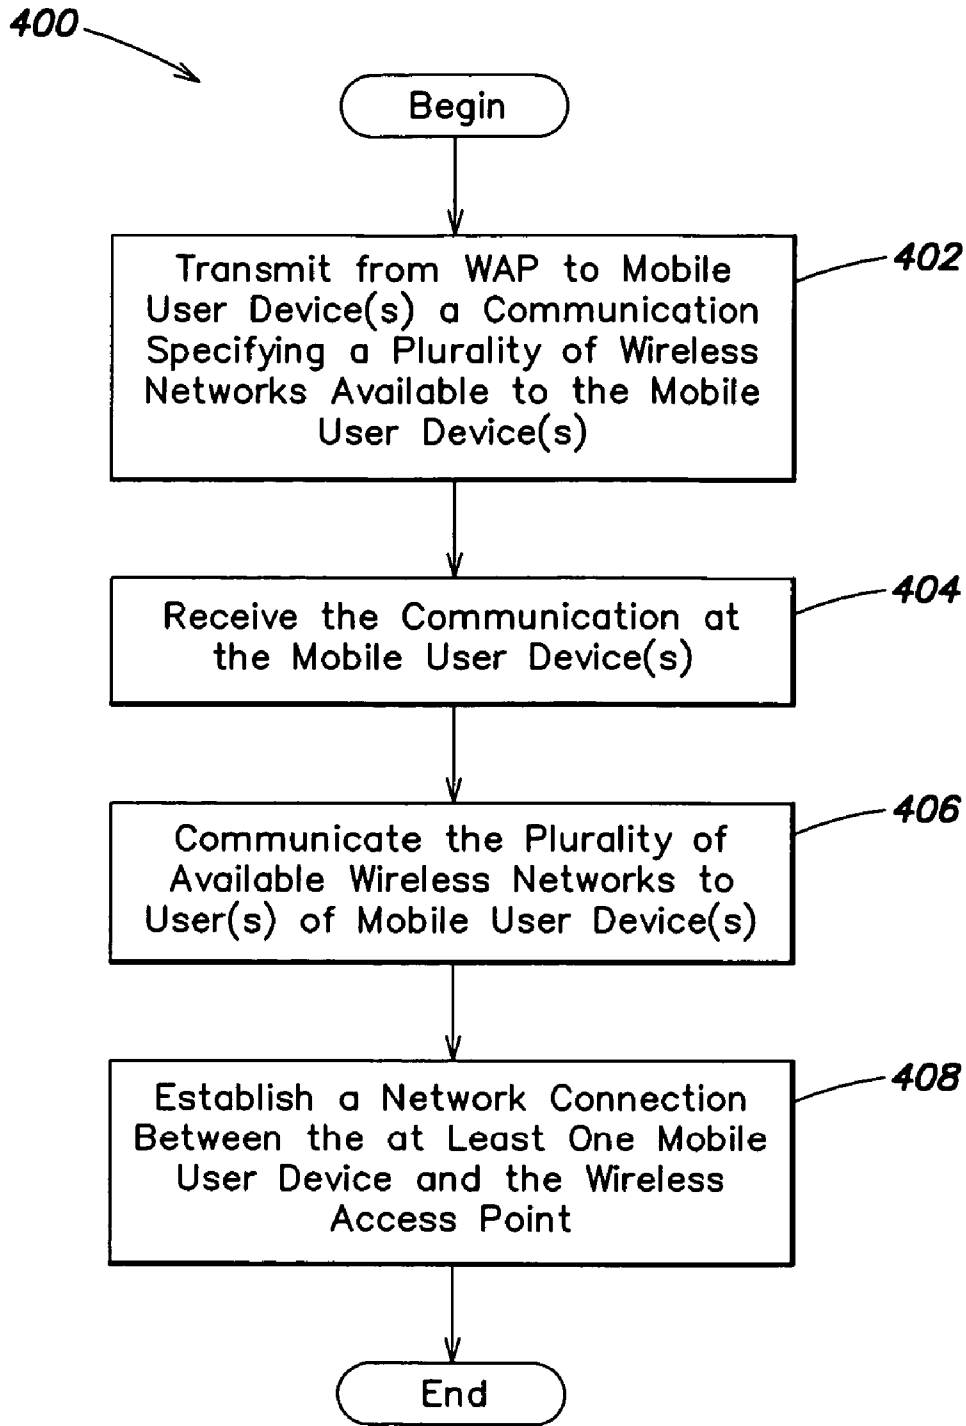 400
Begin
Transmit from WAP to Mobile
User Device(s) a Communication
Specifying a Plurality of Wireless
Networks Available to the Mobile
User Device(s)
402
Receive the Communication at
the Mobile User Device(s)
404
Communicate the Plurality of
Available Wireless Networks to
User(s) of Mobile User Device(s)
406
Establish a Network Connection
Between the at Least One Mobile
User Device and the Wireless
Access Point
408
End